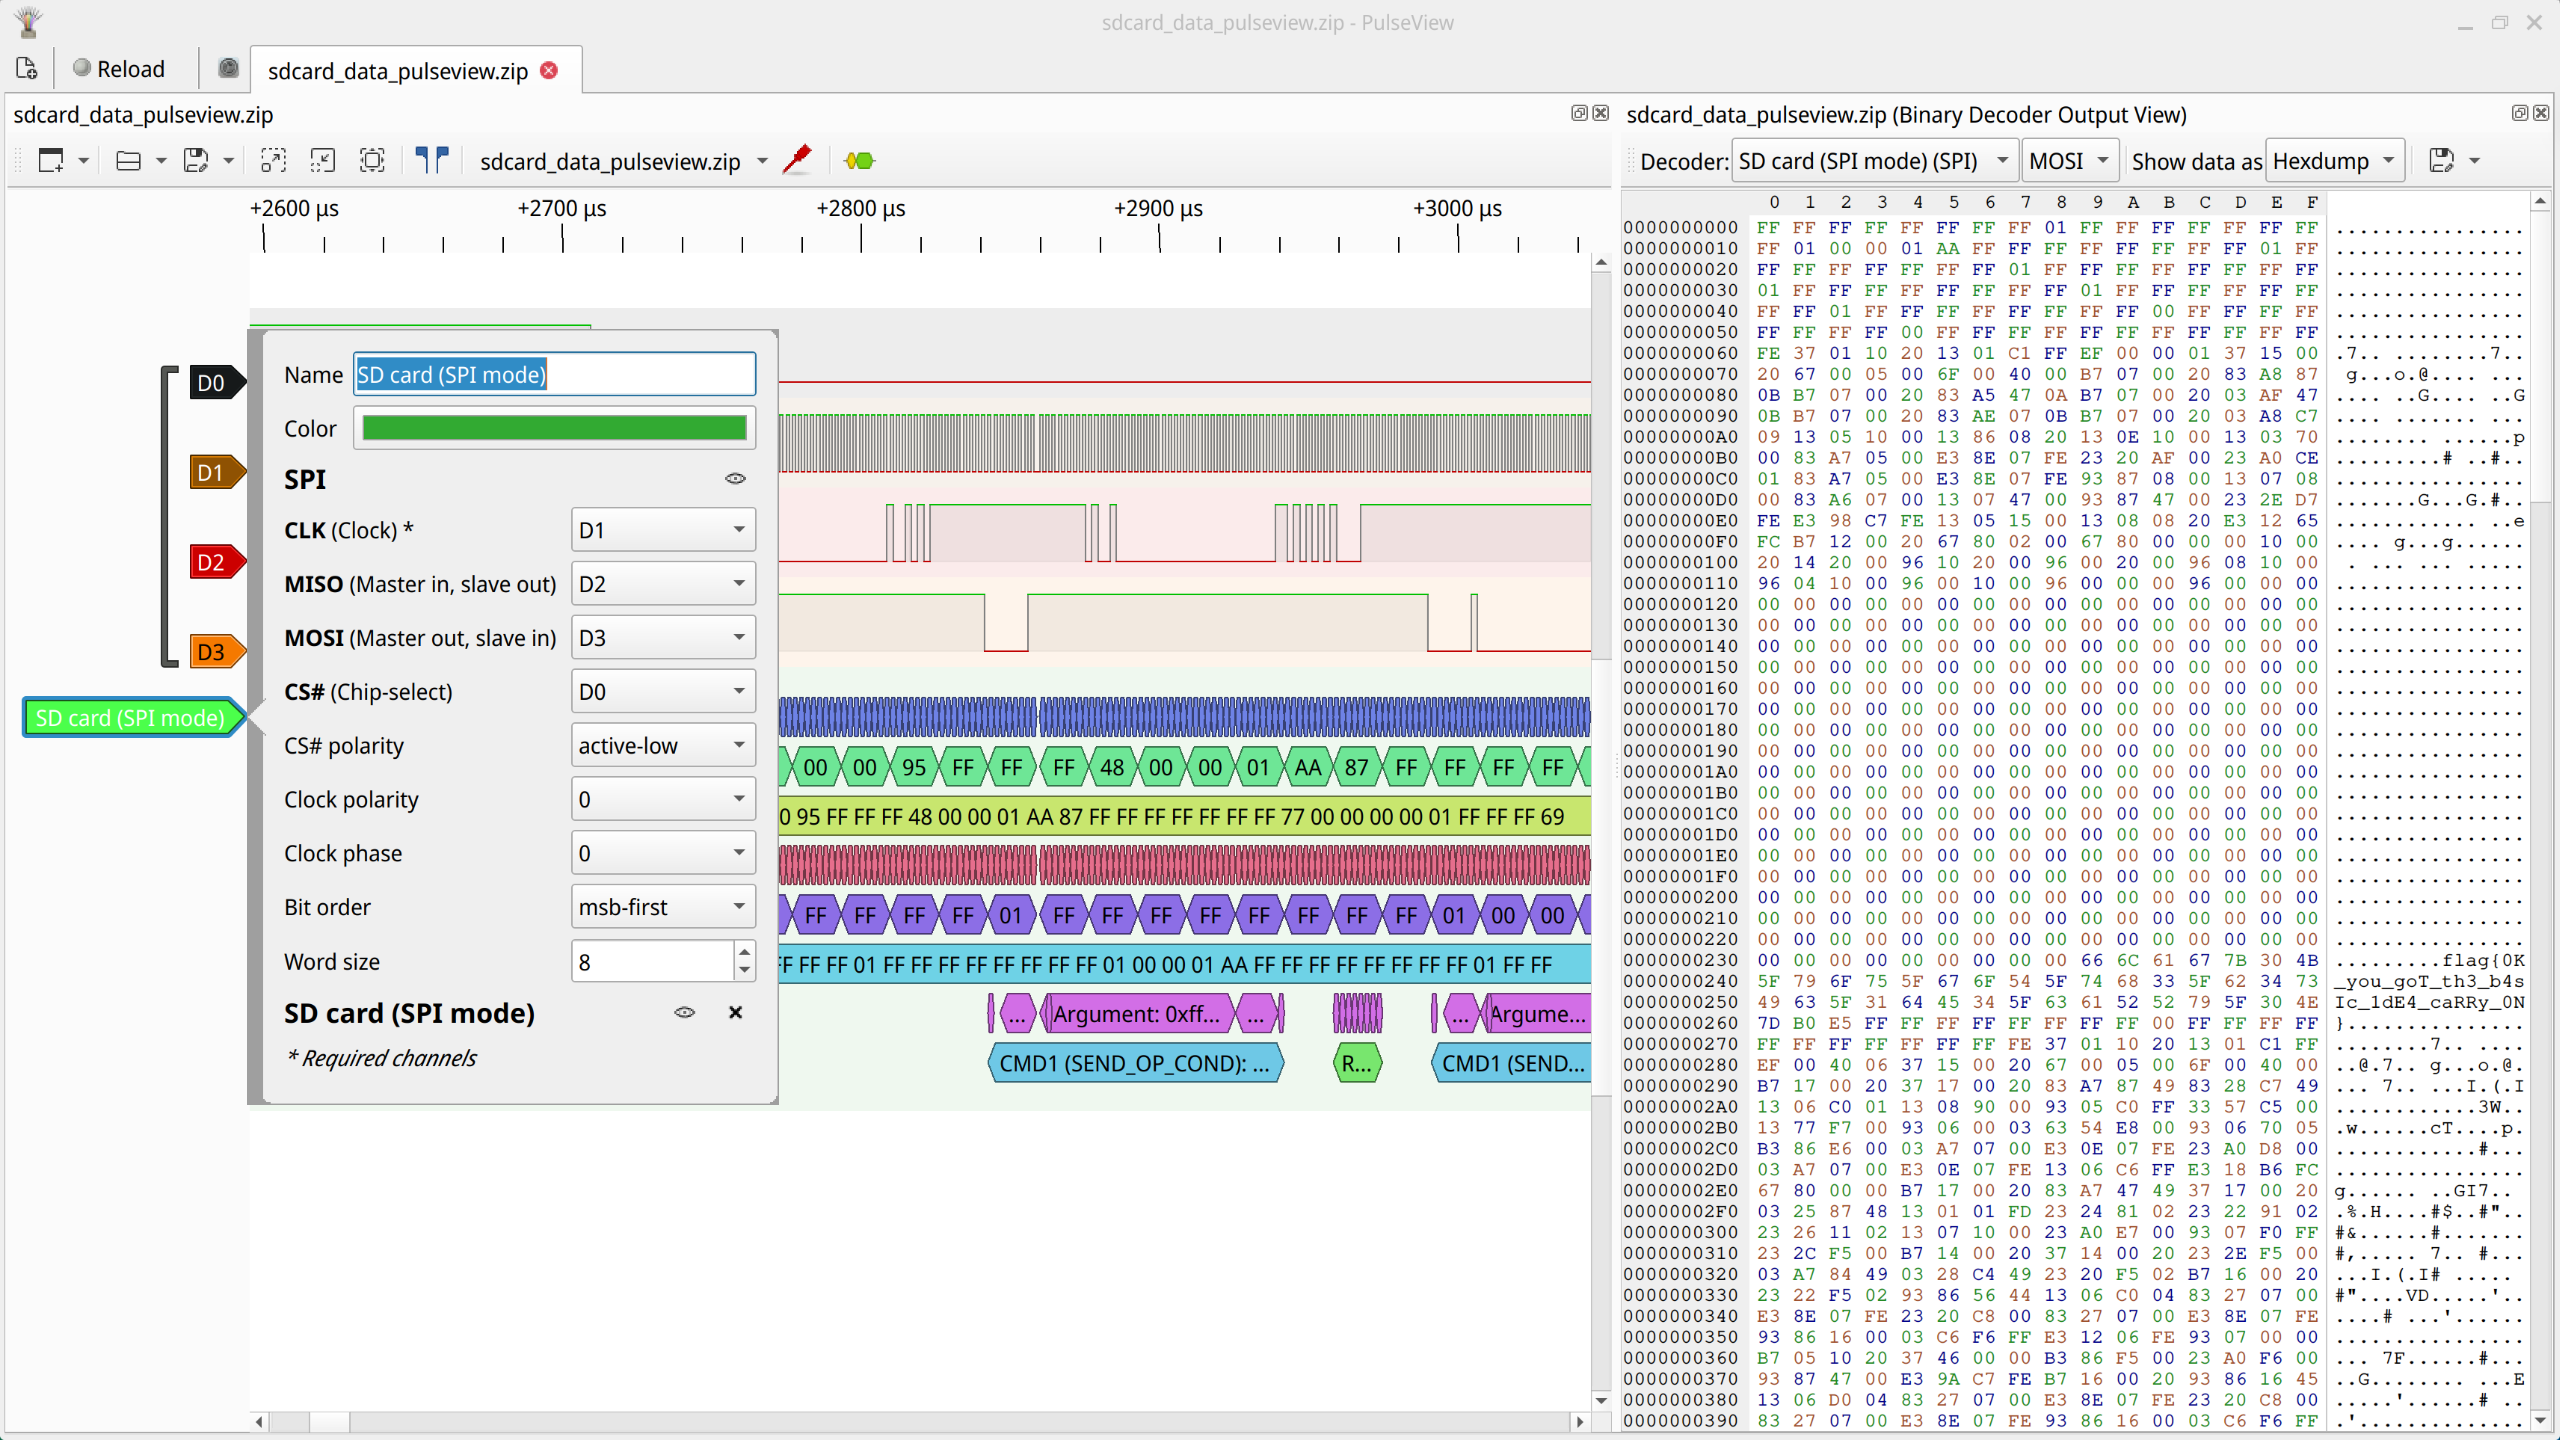 sdcard_data_pulseview.zip - PulseView
Reload
sdcard_data_pulseview.zip
sdcard_data_pulseview.zip
sdcard_data_pulseview.zip
+2600 µs +2700 µs +2800 µs +2900 µs +3000 µs
D0
D1
D2
D3
SD card (SPI mode)
Name SD card (SPI mode)
Color
SPI
CLK (Clock) * D1
MISO (Master in, slave out) D2
MOSI (Master out, slave in) D3
CS# (Chip-select) D0
CS# polarity active-low
Clock polarity 0
Clock phase 0
Bit order msb-first
Word size 8
SD card (SPI mode)
* Required channels
00 00 95 FF FF FF 48 00 00 01 AA 87 FF FF FF FF
0 95 FF FF FF 48 00 00 01 AA 87 FF FF FF FF FF FF FF 77 00 00 00 00 01 FF FF FF 69
FF FF FF FF 01 FF FF FF FF FF FF FF FF 01 00 00
FF FF FF 01 FF FF FF FF FF FF FF FF 01 00 00 01 AA FF FF FF FF FF FF FF FF 01 FF FF
... Argument: 0xff... ... ... Argume...
CMD1 (SEND_OP_COND): ... R... CMD1 (SEND...
sdcard_data_pulseview.zip (Binary Decoder Output View)
Decoder: SD card (SPI mode) (SPI) MOSI Show data as Hexdump
0 1 2 3 4 5 6 7 8 9 A B C D E F
0000000000 FF FF FF FF FF FF FF FF 01 FF FF FF FF FF FF FF ................
0000000010 FF 01 00 00 01 AA FF FF FF FF FF FF FF FF 01 FF ................
0000000020 FF FF FF FF FF FF FF 01 FF FF FF FF FF FF FF FF ................
0000000030 01 FF FF FF FF FF FF FF FF 01 FF FF FF FF FF FF ................
0000000040 FF FF 01 FF FF FF FF FF FF FF FF 00 FF FF FF FF ................
0000000050 FF FF FF FF 00 FF FF FF FF FF FF FF FF FF FF FF ................
0000000060 FE 37 01 10 20 13 01 C1 FF EF 00 00 01 37 15 00 .7.. ........7..
0000000070 20 67 00 05 00 6F 00 40 00 B7 07 00 20 83 A8 87  g...o.@.... ...
0000000080 0B B7 07 00 20 83 A5 47 0A B7 07 00 20 03 AF 47 .... ..G.... ..G
0000000090 0B B7 07 00 20 83 AE 07 0B B7 07 00 20 03 A8 C7 .... ....... ...
00000000A0 09 13 05 10 00 13 86 08 20 13 0E 10 00 13 03 70 ........ ......p
00000000B0 00 83 A7 05 00 E3 8E 07 FE 23 20 AF 00 23 A0 CE .........# ..#..
00000000C0 01 83 A7 05 00 E3 8E 07 FE 93 87 08 00 13 07 08 ................
00000000D0 00 83 A6 07 00 13 07 47 00 93 87 47 00 23 2E D7 .......G...G.#..
00000000E0 FE E3 98 C7 FE 13 05 15 00 13 08 08 20 E3 12 65 ............ ..e
00000000F0 FC B7 12 00 20 67 80 02 00 67 80 00 00 00 10 00 .... g...g......
0000000100 20 14 20 00 96 10 20 00 96 00 20 00 96 08 10 00  . ... ... ......
0000000110 96 04 10 00 96 00 10 00 96 00 00 00 96 00 00 00 ................
0000000120 00 00 00 00 00 00 00 00 00 00 00 00 00 00 00 00 ................
0000000130 00 00 00 00 00 00 00 00 00 00 00 00 00 00 00 00 ................
0000000140 00 00 00 00 00 00 00 00 00 00 00 00 00 00 00 00 ................
0000000150 00 00 00 00 00 00 00 00 00 00 00 00 00 00 00 00 ................
0000000160 00 00 00 00 00 00 00 00 00 00 00 00 00 00 00 00 ................
0000000170 00 00 00 00 00 00 00 00 00 00 00 00 00 00 00 00 ................
0000000180 00 00 00 00 00 00 00 00 00 00 00 00 00 00 00 00 ................
0000000190 00 00 00 00 00 00 00 00 00 00 00 00 00 00 00 00 ................
00000001A0 00 00 00 00 00 00 00 00 00 00 00 00 00 00 00 00 ................
00000001B0 00 00 00 00 00 00 00 00 00 00 00 00 00 00 00 00 ................
00000001C0 00 00 00 00 00 00 00 00 00 00 00 00 00 00 00 00 ................
00000001D0 00 00 00 00 00 00 00 00 00 00 00 00 00 00 00 00 ................
00000001E0 00 00 00 00 00 00 00 00 00 00 00 00 00 00 00 00 ................
00000001F0 00 00 00 00 00 00 00 00 00 00 00 00 00 00 00 00 ................
0000000200 00 00 00 00 00 00 00 00 00 00 00 00 00 00 00 00 ................
0000000210 00 00 00 00 00 00 00 00 00 00 00 00 00 00 00 00 ................
0000000220 00 00 00 00 00 00 00 00 00 00 00 00 00 00 00 00 ................
0000000230 00 00 00 00 00 00 00 00 00 66 6C 61 67 7B 30 4B .........flag{0K
0000000240 5F 79 6F 75 5F 67 6F 54 5F 74 68 33 5F 62 34 73 _you_goT_th3_b4s
0000000250 49 63 5F 31 64 45 34 5F 63 61 52 52 79 5F 30 4E Ic_1dE4_caRRy_0N
0000000260 7D B0 E5 FF FF FF FF FF FF FF FF 00 FF FF FF FF }...............
0000000270 FF FF FF FF FF FF FF FE 37 01 10 20 13 01 C1 FF ........7.. ....
0000000280 EF 00 40 06 37 15 00 20 67 00 05 00 6F 00 40 00 ..@.7.. g...o.@.
0000000290 B7 17 00 20 37 17 00 20 83 A7 87 49 83 28 C7 49 ... 7.. ...I.(.I
00000002A0 13 06 C0 01 13 08 90 00 93 05 C0 FF 33 57 C5 00 ............3W..
00000002B0 13 77 F7 00 93 06 00 03 63 54 E8 00 93 06 70 05 .w......cT....p.
00000002C0 B3 86 E6 00 03 A7 07 00 E3 0E 07 FE 23 A0 D8 00 ............#...
00000002D0 03 A7 07 00 E3 0E 07 FE 13 06 C6 FF E3 18 B6 FC ................
00000002E0 67 80 00 00 B7 17 00 20 83 A7 47 49 37 17 00 20 g...... ..GI7.. 
00000002F0 03 25 87 48 13 01 01 FD 23 24 81 02 23 22 91 02 .%.H....#$..#"..
0000000300 23 26 11 02 13 07 10 00 23 A0 E7 00 93 07 F0 FF #&......#.......
0000000310 23 2C F5 00 B7 14 00 20 37 14 00 20 23 2E F5 00 #,..... 7.. #...
0000000320 03 A7 84 49 03 28 C4 49 23 20 F5 02 B7 16 00 20 ...I.(.I# ..... 
0000000330 23 22 F5 02 93 86 56 44 13 06 C0 04 83 27 07 00 #"....VD.....'..
0000000340 E3 8E 07 FE 23 20 C8 00 83 27 07 00 E3 8E 07 FE ....# ...'......
0000000350 93 86 16 00 03 C6 F6 FF E3 12 06 FE 93 07 00 00 ................
0000000360 B7 05 10 20 37 46 00 00 B3 86 F5 00 23 A0 F6 00 ... 7F......#...
0000000370 93 87 47 00 E3 9A C7 FE B7 16 00 20 93 86 16 45 ..G........ ...E
0000000380 13 06 D0 04 83 27 07 00 E3 8E 07 FE 23 20 C8 00 .....'......# ..
0000000390 83 27 07 00 E3 8E 07 FE 93 86 16 00 03 C6 F6 FF .'..............